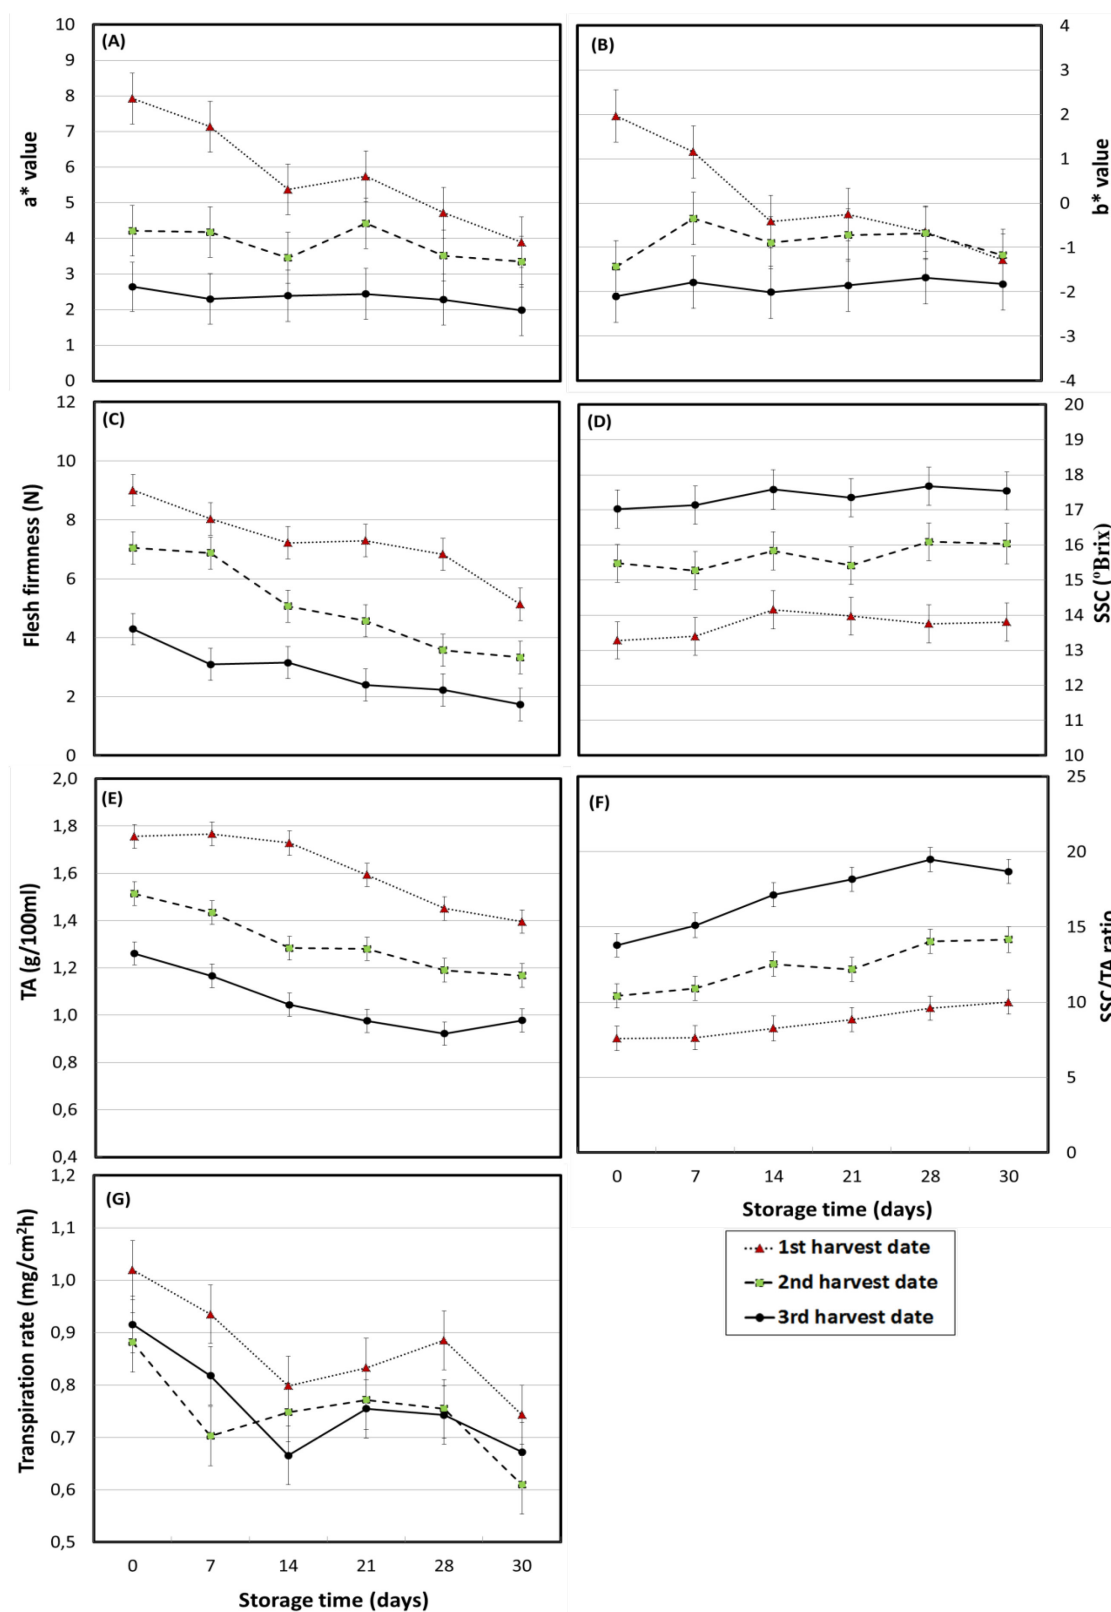 (A)
10
9
8
7
6
5
4
3
2
1
0
a* value
(B)
4
3
2
1
0
-1
-2
-3
-4
b* value
(C)
12
10
8
6
4
2
0
Flesh firmness (N)
(D)
20
19
18
17
16
15
14
13
12
11
10
SSC (ºBrix)
(E)
2,0
1,8
1,6
1,4
1,2
1,0
0,8
0,6
0,4
TA (g/100ml)
(F)
25
20
15
10
5
0
SSC/TA ratio
0 7 14 21 28 30
Storage time (days)
(G)
1,2
1,1
1,0
0,9
0,8
0,7
0,6
0,5
Transpiration rate (mg/cm²h)
0 7 14 21 28 30
Storage time (days)
1st harvest date
2nd harvest date
3rd harvest date